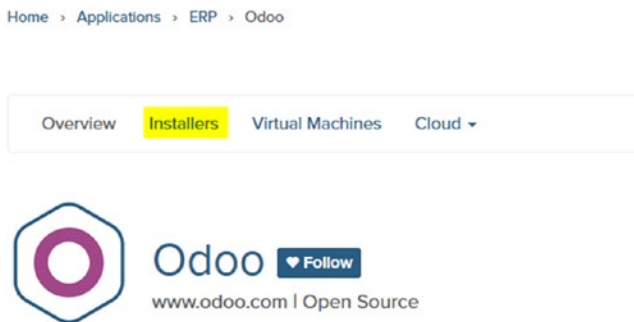 Home › Applications › ERP › Odoo
Overview Installers Virtual Machines Cloud
Odoo Follow
www.odoo.com | Open Source